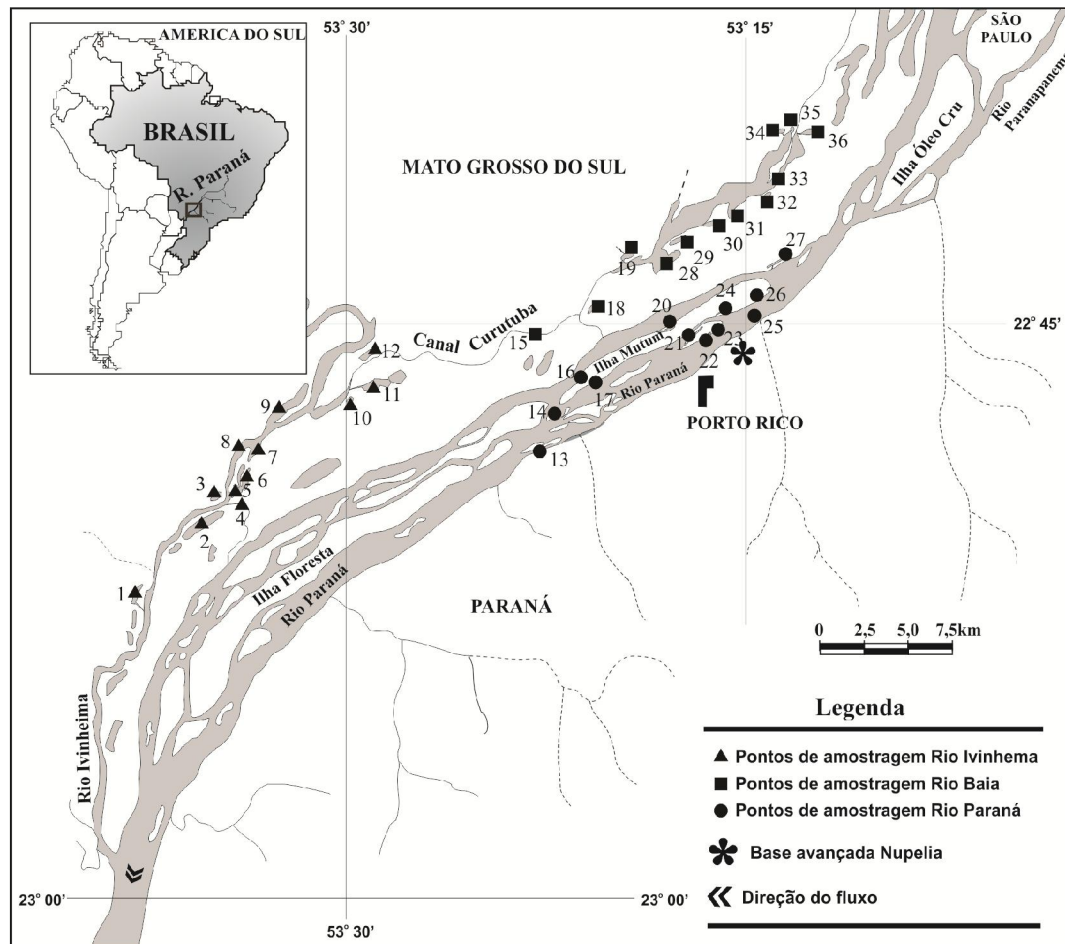 53° 30'
53° 15'
AMERICA DO SUL
BRASIL
R. Paraná
SÃO
PAULO
Rio Paranapanema
Ilha Óleo Cru
MATO GROSSO DO SUL
35
34
36
33
32
31
30
29
28
27
19
18
26
24
20
25
22° 45'
Canal Curutuba
15
21
23
22
Ilha Mutum
Rio Paraná
12
11
10
16
17
14
13
PORTO RICO
9
8
7
6
5
3
4
2
1
Ilha Floresta
Rio Paraná
PARANÁ
0
2,5
5,0
7,5km
Rio Ivinheima
Legenda
Pontos de amostragem Rio Ivinhema
Pontos de amostragem Rio Baia
Pontos de amostragem Rio Paraná
Base avançada Nupelia
Direção do fluxo
23° 00'
23° 00'
53° 30'